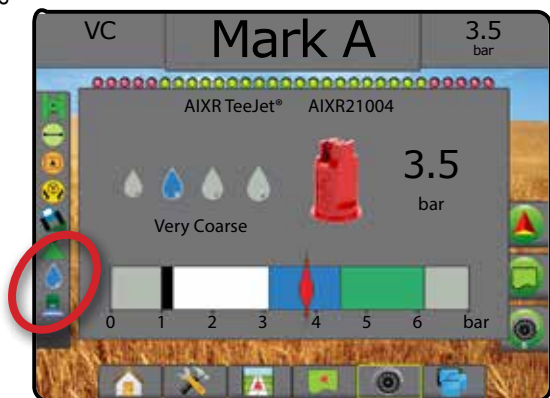 VC
Mark A
3.5
bar
AIXR TeeJet® AIXR21004
3.5
bar
Very Coarse
0 1 2 3 4 5 6 bar